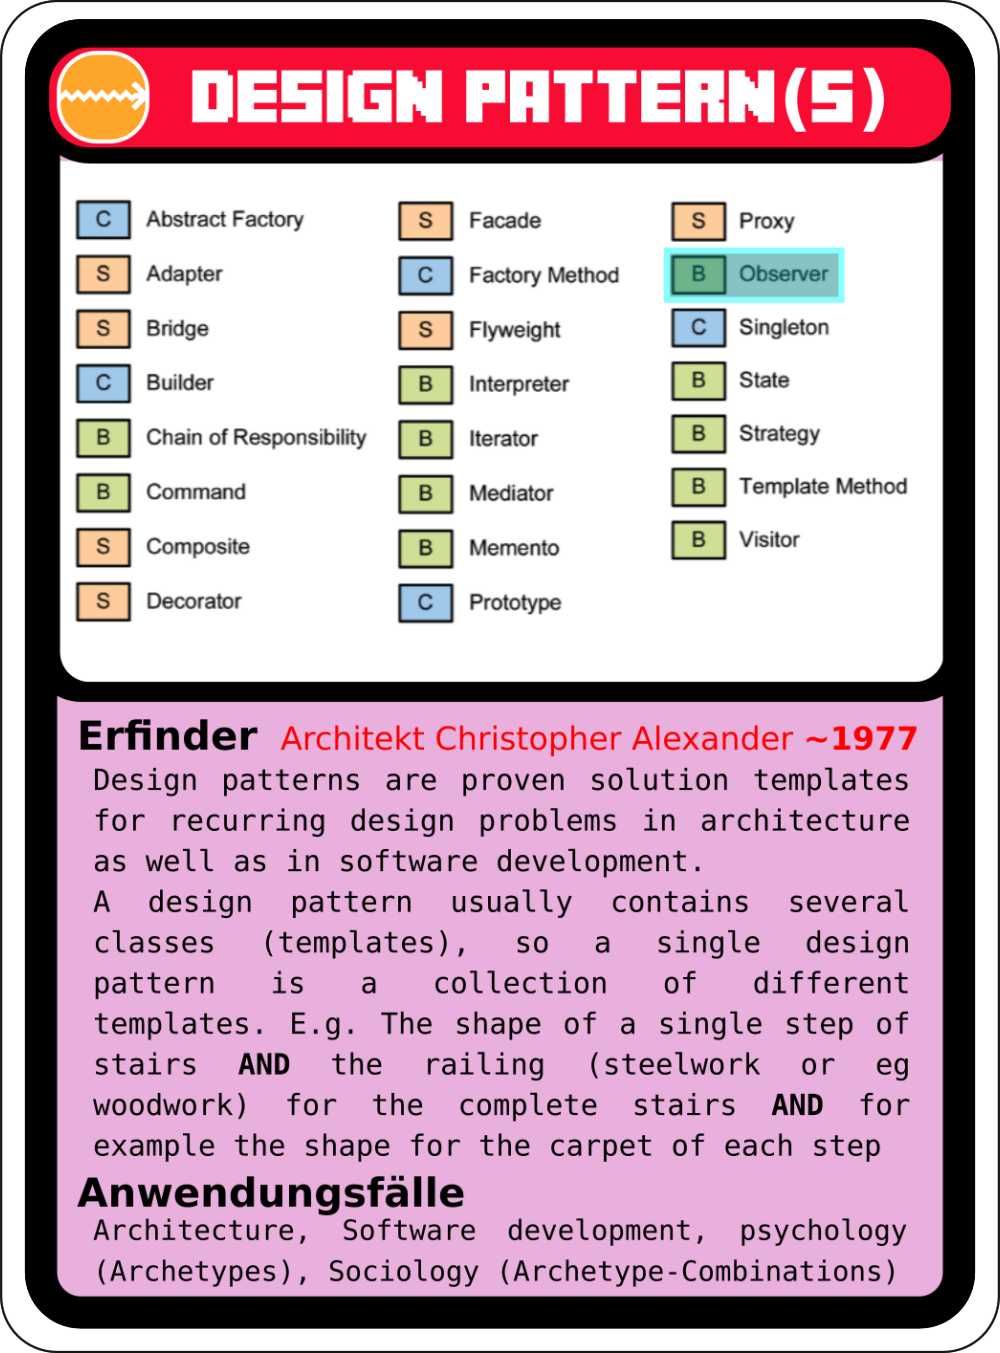 DESIGN PATTERN(S)
C Abstract Factory
S Adapter
S Bridge
C Builder
B Chain of Responsibility
B Command
S Composite
S Decorator
S Facade
C Factory Method
S Flyweight
B Interpreter
B Iterator
B Mediator
B Memento
C Prototype
S Proxy
B Observer
C Singleton
B State
B Strategy
B Template Method
B Visitor
Erfinder Architekt Christopher Alexander ~1977
Design patterns are proven solution templates
for recurring design problems in architecture
as well as in software development.
A design pattern usually contains several
classes (templates), so a single design
pattern is a collection of different
templates. E.g. The shape of a single step of
stairs AND the railing (steelwork or eg
woodwork) for the complete stairs AND for
example the shape for the carpet of each step
Anwendungsfälle
Architecture, Software development, psychology
(Archetypes), Sociology (Archetype-Combinations)